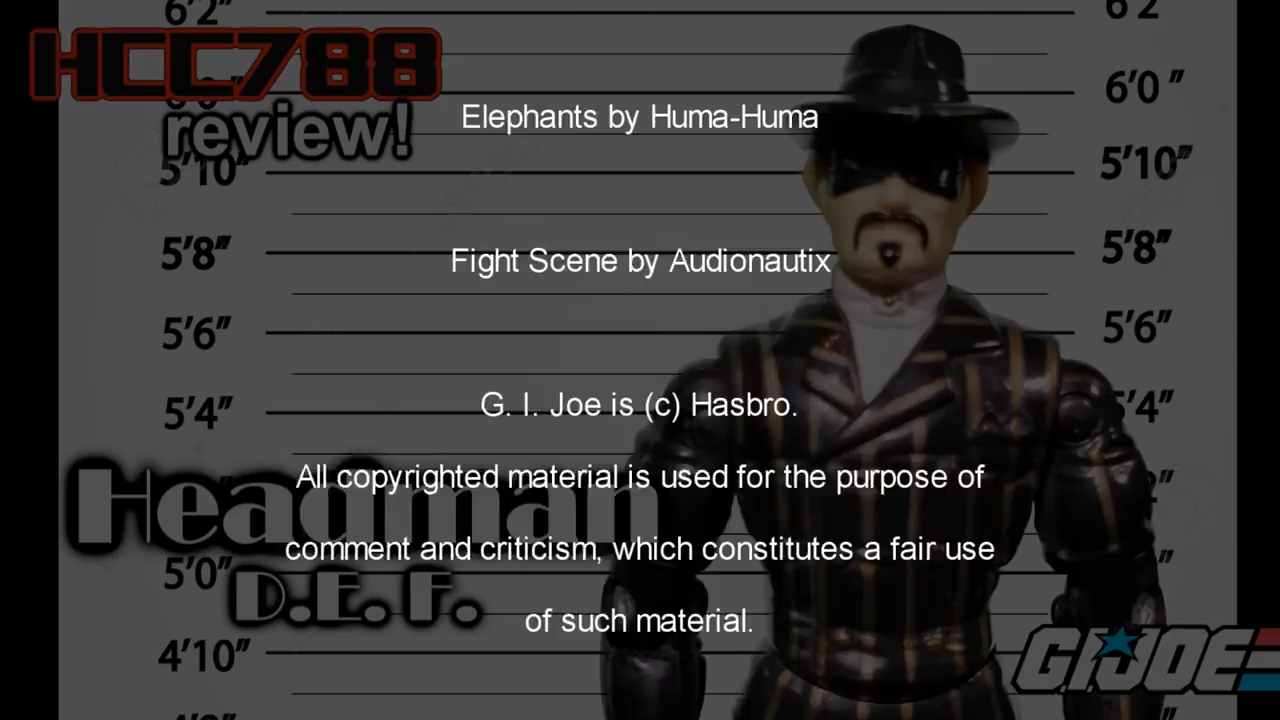 6'2"
6'2
HCC788
6'0"
6'0"
review!
Elephants by Huma-Huma
5'10"
5'10"
Fight Scene by Audionautix
5'8"
5'8"
5'6"
5'6"
G. I. Joe is (c) Hasbro.
5'4"
5'4"
All copyrighted material is used for the purpose of
Headman
comment and criticism, which constitutes a fair use
5'0"
D.E.F.
of such material.
4'10"
G.I.JOE